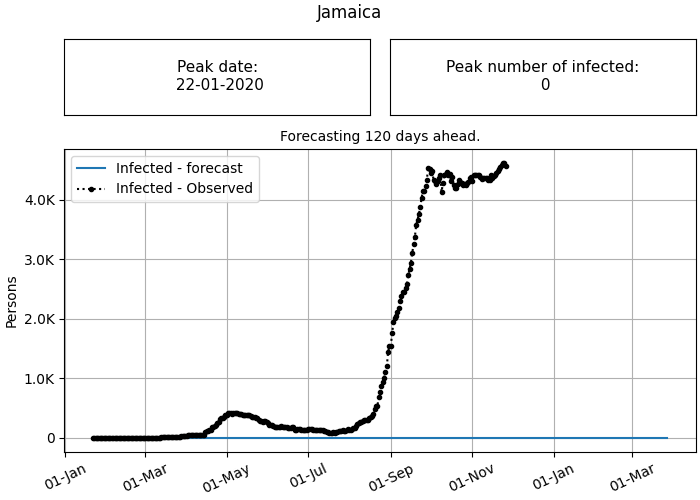 Jamaica
Peak date:
22-01-2020
Peak number of infected:
0
Forecasting 120 days ahead.
Infected - forecast
Infected - Observed
4.0K
3.0K
2.0K
1.0K
0
Persons
01-Jan
01-Mar
01-May
01-Jul
01-Sep
01-Nov
01-Jan
01-Mar